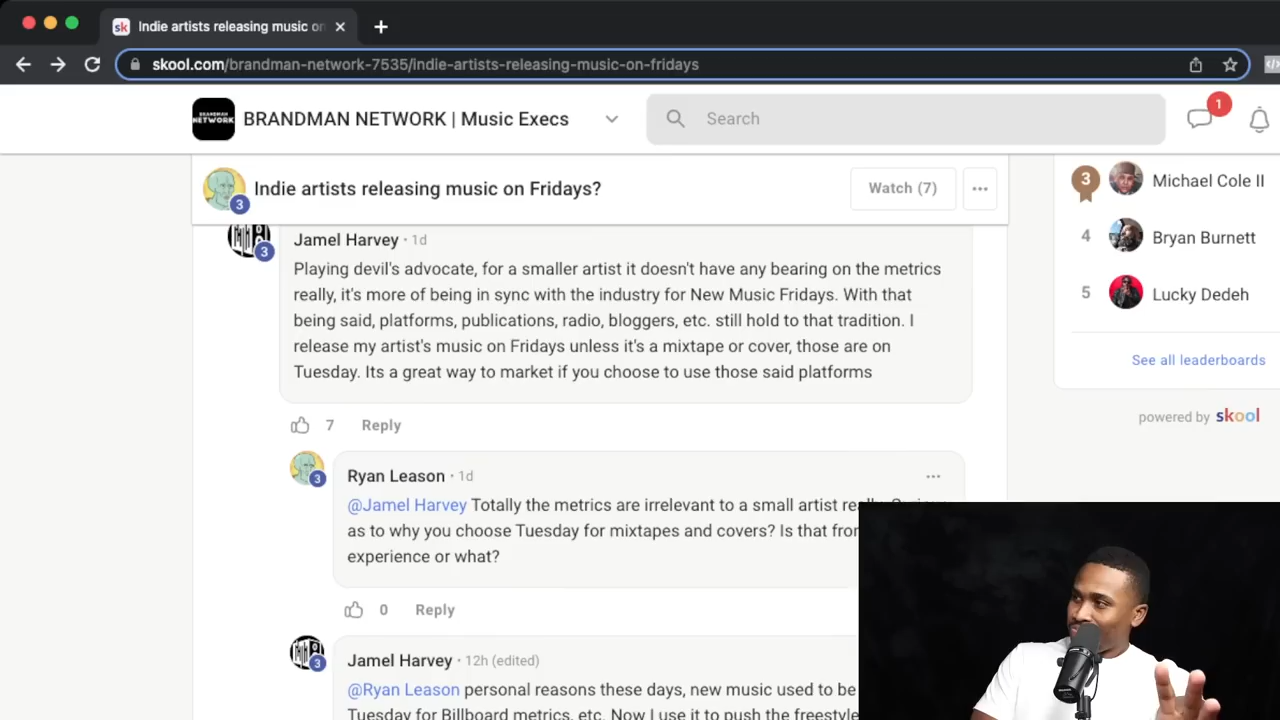 sk Indie artists releasing music on
skool.com/brandman-network-7535/indie-artists-releasing-music-on-fridays
BRANDMAN NETWORK
BRANDMAN NETWORK | Music Execs
Search
1
3
Indie artists releasing music on Fridays?
Watch (7)
3 Michael Cole II
4 Bryan Burnett
5 Lucky Dedeh
See all leaderboards
powered by skool
3
Jamel Harvey · 1d
Playing devil's advocate, for a smaller artist it doesn't have any bearing on the metrics
really, it's more of being in sync with the industry for New Music Fridays. With that
being said, platforms, publications, radio, bloggers, etc. still hold to that tradition. I
release my artist's music on Fridays unless it's a mixtape or cover, those are on
Tuesday. Its a great way to market if you choose to use those said platforms
7 Reply
3
Ryan Leason · 1d
@Jamel Harvey Totally the metrics are irrelevant to a small artist
as to why you choose Tuesday for mixtapes and covers? Is that
experience or what?
0 Reply
3
Jamel Harvey · 12h (edited)
@Ryan Leason personal reasons these days, new music used to be
Tuesday for Billboard metrics, etc. Now I use it to push the freestyle